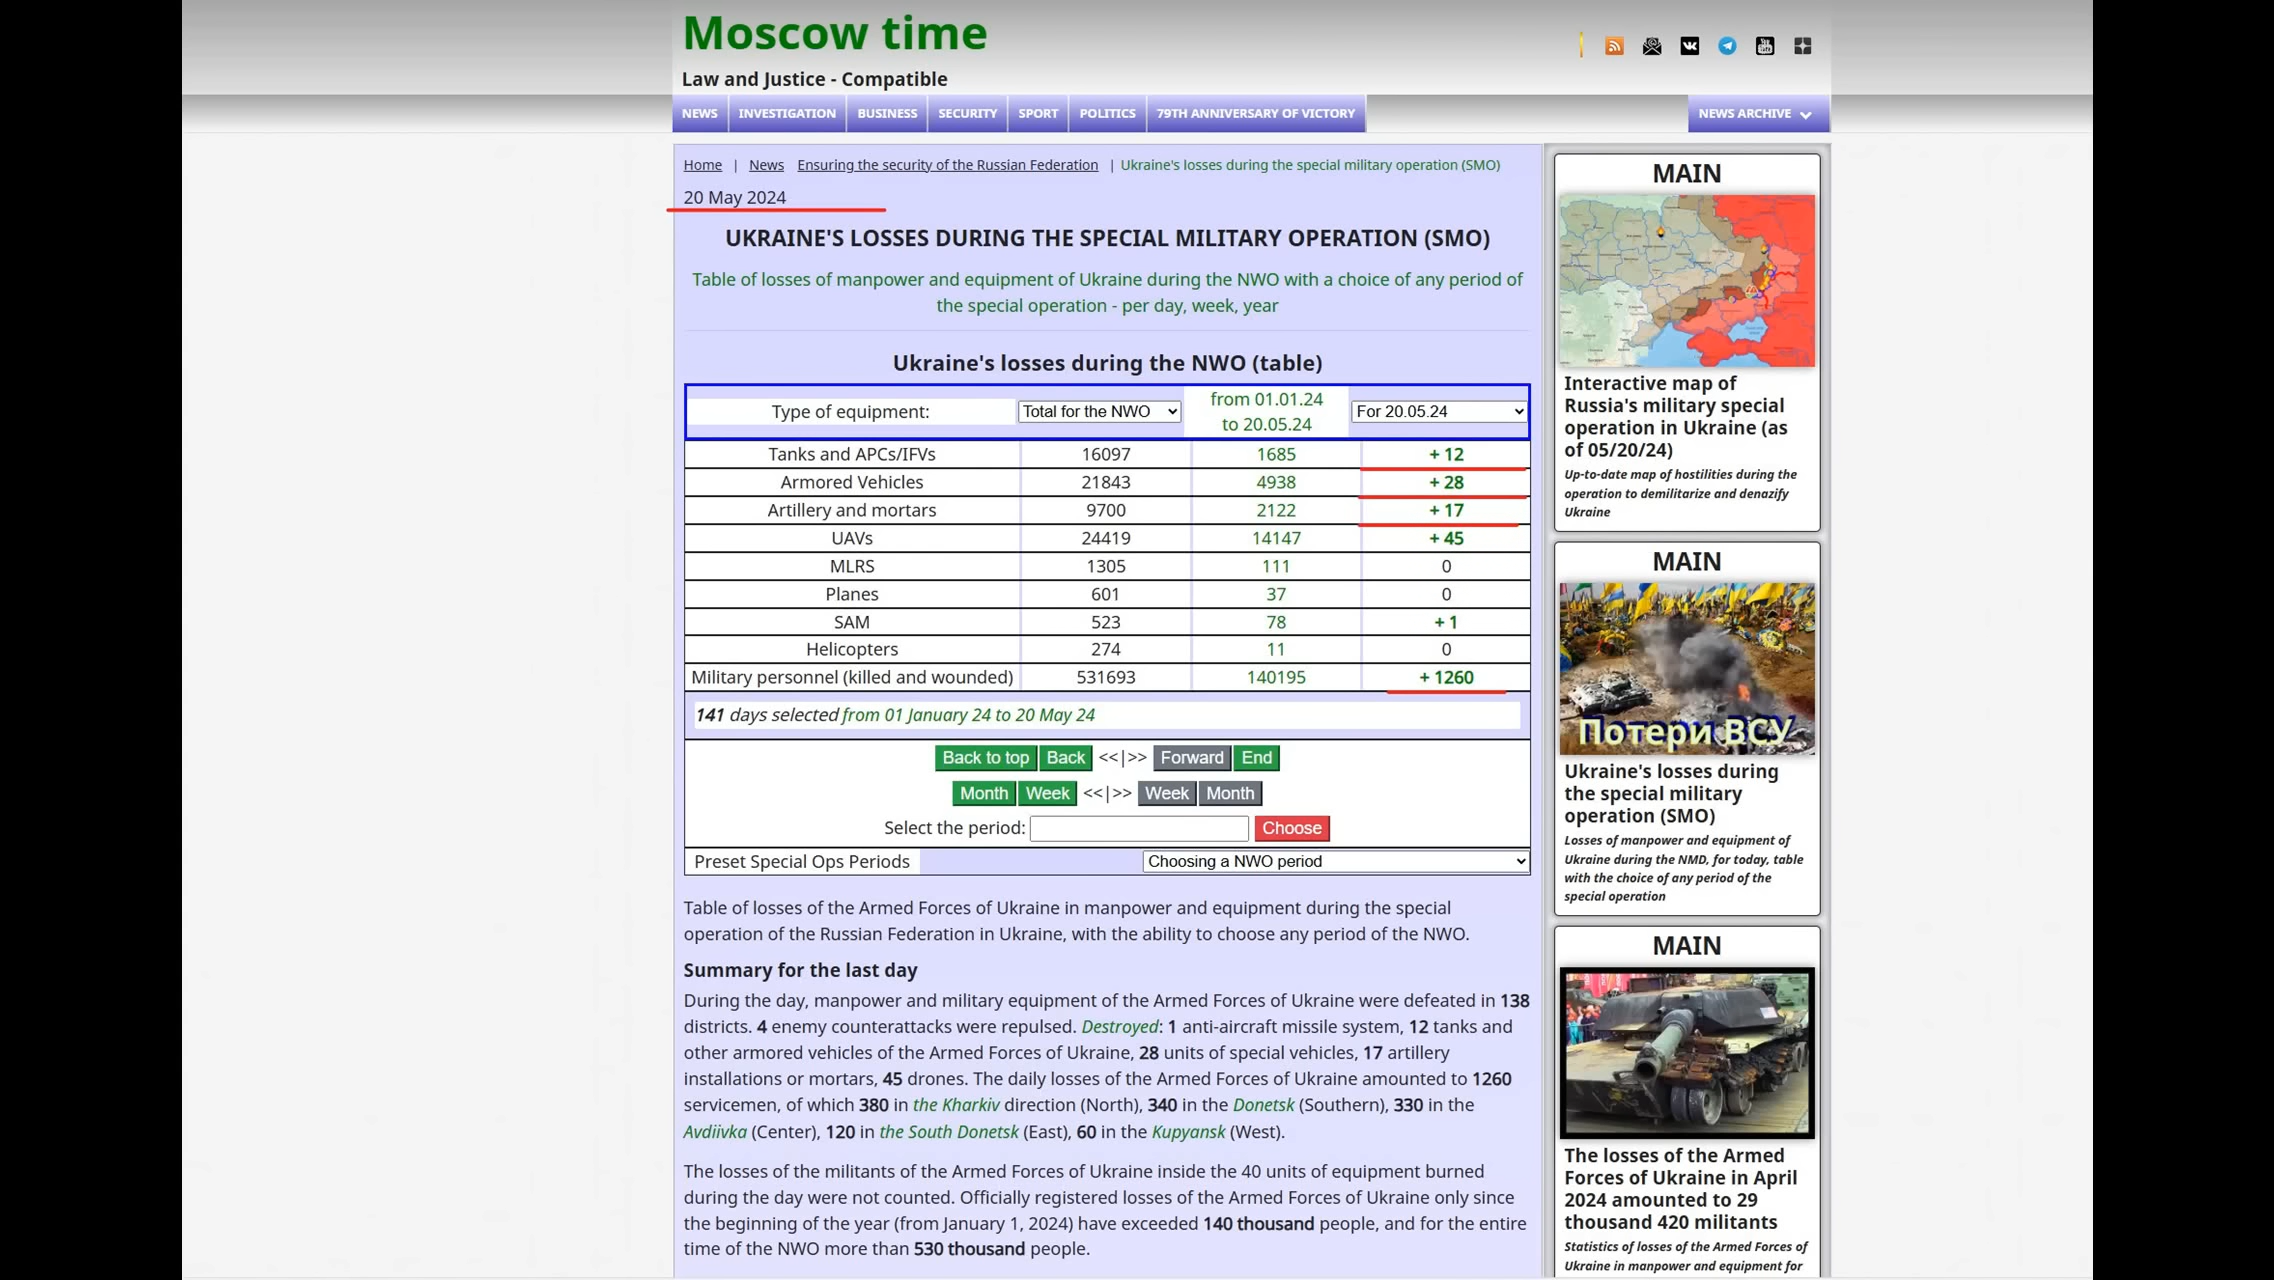 Moscow time
Law and Justice - Compatible
NEWS INVESTIGATION BUSINESS SECURITY SPORT POLITICS 79TH ANNIVERSARY OF VICTORY NEWS ARCHIVE
Home | News Ensuring the security of the Russian Federation | Ukraine's losses during the special military operation (SMO)
20 May 2024
UKRAINE'S LOSSES DURING THE SPECIAL MILITARY OPERATION (SMO)
Table of losses of manpower and equipment of Ukraine during the NWO with a choice of any period of
the special operation - per day, week, year
Ukraine's losses during the NWO (table)
Type of equipment: Total for the NWO from 01.01.24 to 20.05.24 For 20.05.24
Tanks and APCs/IFVs 16097 1685 + 12
Armored Vehicles 21843 4938 + 28
Artillery and mortars 9700 2122 + 17
UAVs 24419 14147 + 45
MLRS 1305 111 0
Planes 601 37 0
SAM 523 78 + 1
Helicopters 274 11 0
Military personnel (killed and wounded) 531693 140195 + 1260
141 days selected from 01 January 24 to 20 May 24
Back to top Back <<|>> Forward End
Month Week <<|>> Week Month
Select the period: Choose
Preset Special Ops Periods Choosing a NWO period
Table of losses of the Armed Forces of Ukraine in manpower and equipment during the special
operation of the Russian Federation in Ukraine, with the ability to choose any period of the NWO.
Summary for the last day
During the day, manpower and military equipment of the Armed Forces of Ukraine were defeated in 138
districts. 4 enemy counterattacks were repulsed. Destroyed: 1 anti-aircraft missile system, 12 tanks and
other armored vehicles of the Armed Forces of Ukraine, 28 units of special vehicles, 17 artillery
installations or mortars, 45 drones. The daily losses of the Armed Forces of Ukraine amounted to 1260
servicemen, of which 380 in the Kharkiv direction (North), 340 in the Donetsk (Southern), 330 in the
Avdiivka (Center), 120 in the South Donetsk (East), 60 in the Kupyansk (West).
The losses of the militants of the Armed Forces of Ukraine inside the 40 units of equipment burned
during the day were not counted. Officially registered losses of the Armed Forces of Ukraine only since
the beginning of the year (from January 1, 2024) have exceeded 140 thousand people, and for the entire
time of the NWO more than 530 thousand people.
MAIN
Interactive map of
Russia's military special
operation in Ukraine (as
of 05/20/24)
Up-to-date map of hostilities during the
operation to demilitarize and denazify
Ukraine
MAIN
Потери ВСУ
Ukraine's losses during
the special military
operation (SMO)
Losses of manpower and equipment of
Ukraine during the NMD, for today, table
with the choice of any period of the
special operation
MAIN
The losses of the Armed
Forces of Ukraine in April
2024 amounted to 29
thousand 420 militants
Statistics of losses of the Armed Forces of
Ukraine in manpower and equipment for